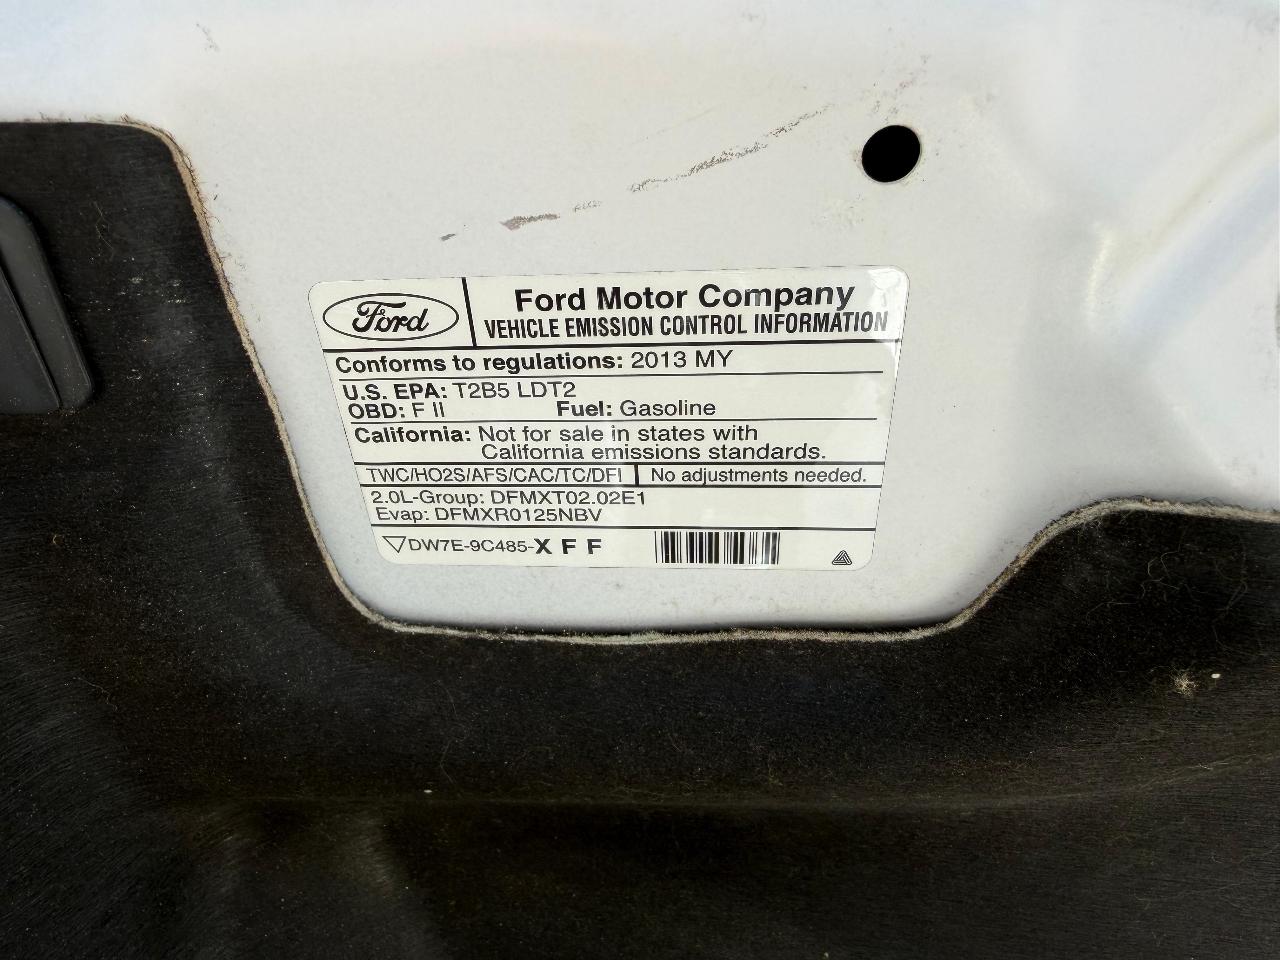 Ford
Ford Motor Company
VEHICLE EMISSION CONTROL INFORMATION
Conforms to regulations: 2013 MY
U.S. EPA: T2B5 LDT2
OBD: F II Fuel: Gasoline
California: Not for sale in states with
California emissions standards.
TWC/HO2S/AFS/CAC/TC/DFI No adjustments needed.
2.0L-Group: DFMXT02.02E1
Evap: DFMXR0125NBV
DW7E-9C485-X F F